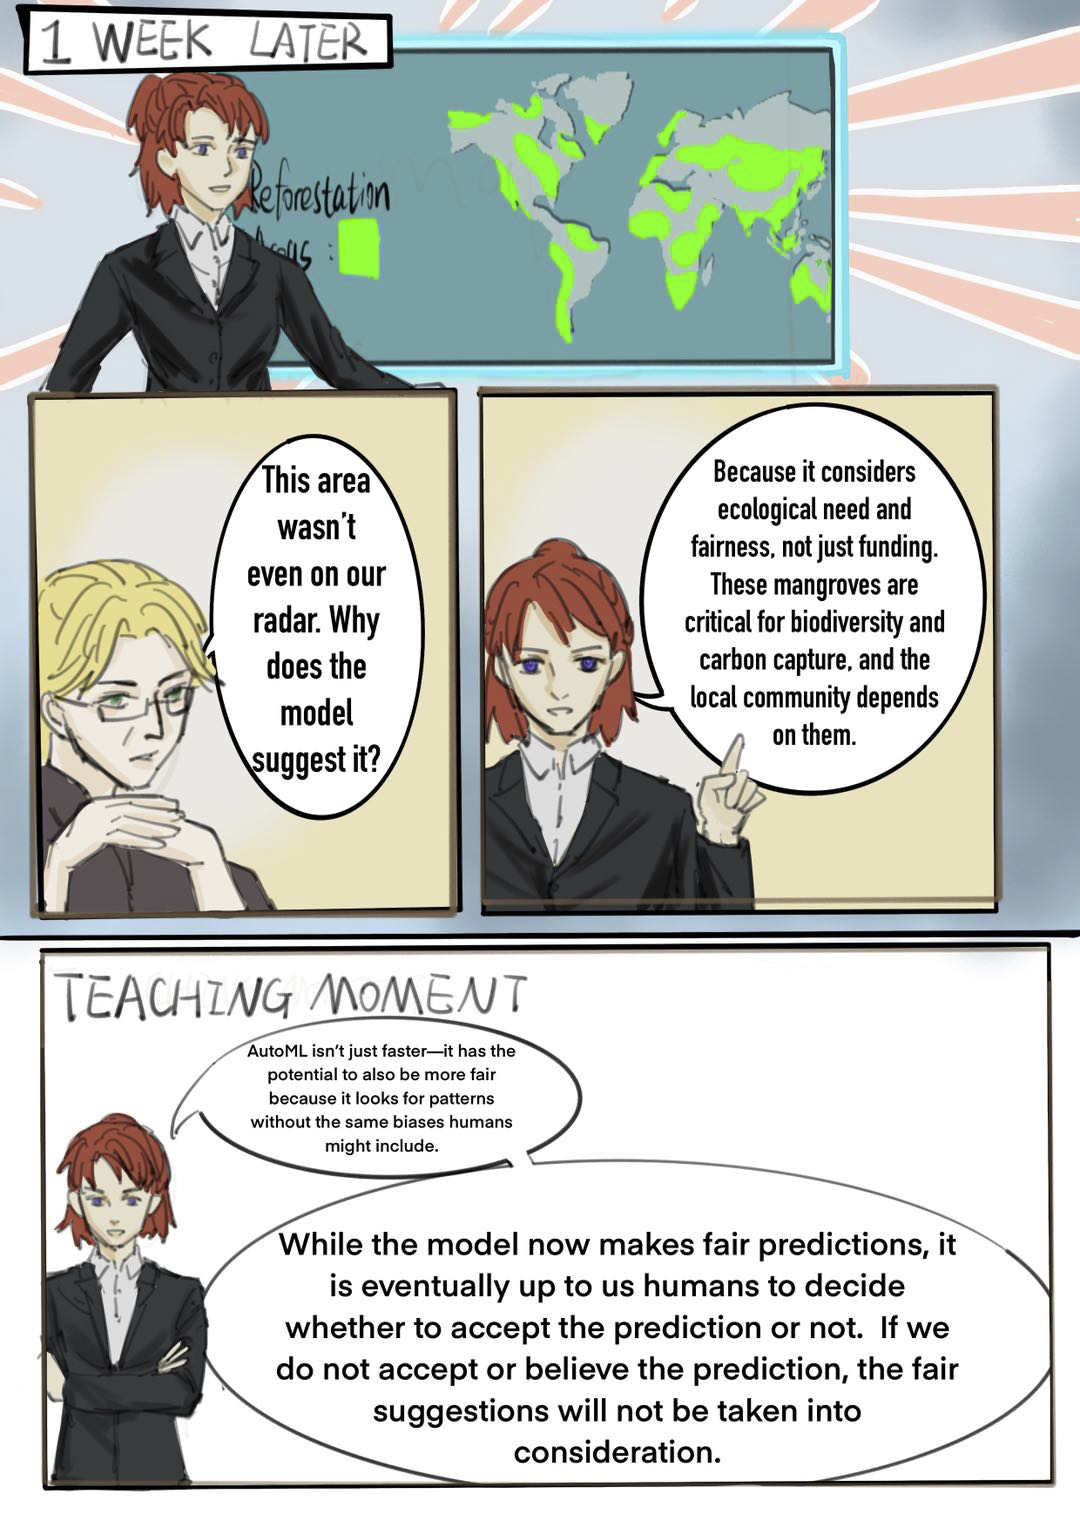 1 WEEK LATER
Reforestation
Areas :
This area
wasn't
even on our
radar. Why
does the
model
suggest it?
Because it considers
ecological need and
fairness, not just funding.
These mangroves are
critical for biodiversity and
carbon capture, and the
local community depends
on them.
TEACHING MOMENT
AutoML isn't just faster—it has the
potential to also be more fair
because it looks for patterns
without the same biases humans
might include.
While the model now makes fair predictions, it
is eventually up to us humans to decide
whether to accept the prediction or not.  If we
do not accept or believe the prediction, the fair
suggestions will not be taken into
consideration.